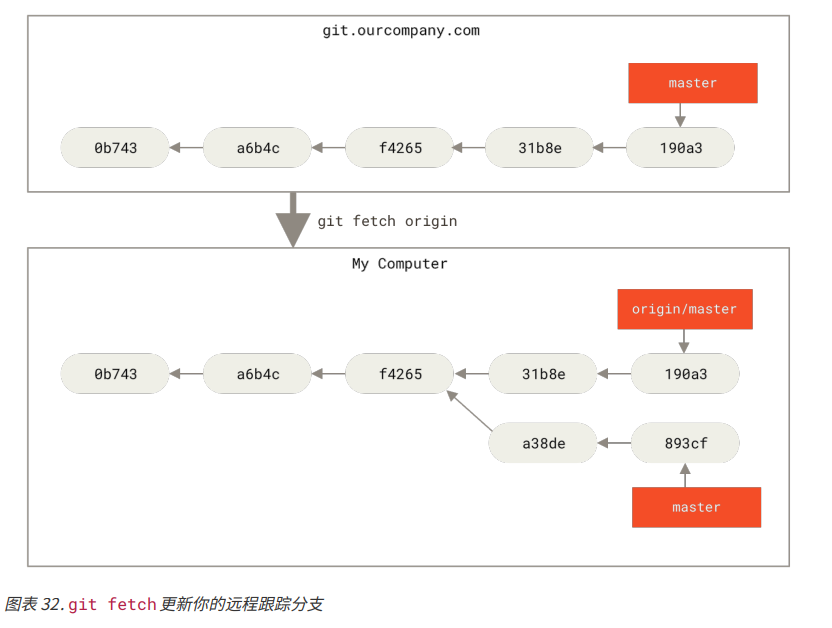 git.ourcompany.com
master
0b743 a6b4c f4265 31b8e 190a3
git fetch origin
My Computer
origin/master
0b743 a6b4c f4265 31b8e 190a3
a38de 893cf
master
图表 32. git fetch 更新你的远程跟踪分支